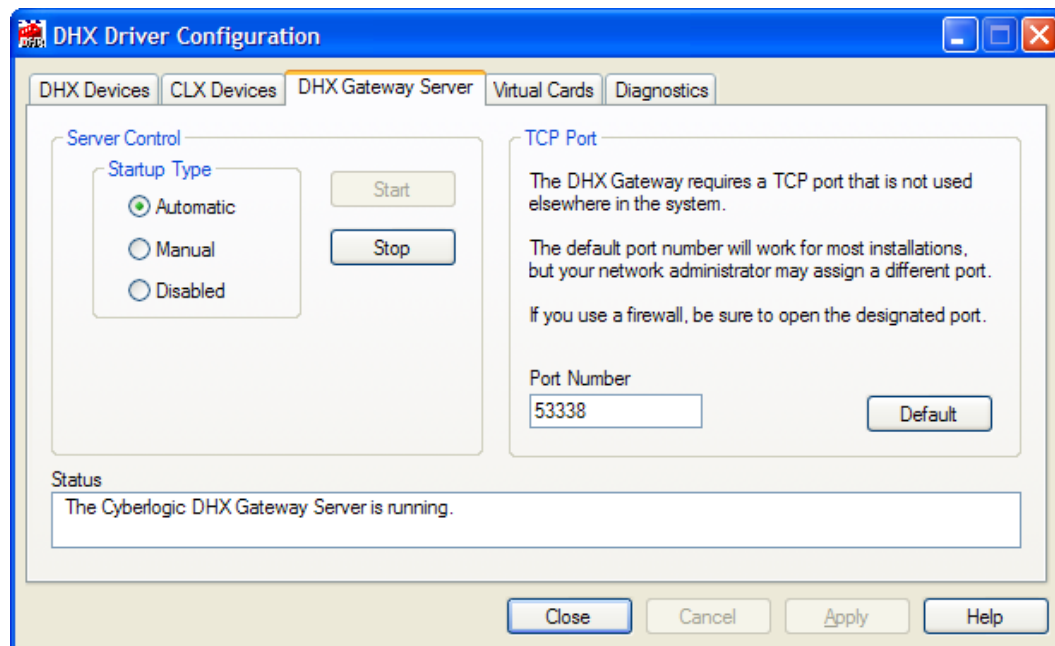 DHX Driver Configuration
DHX Devices
CLX Devices
DHX Gateway Server
Virtual Cards
Diagnostics
Server Control
Startup Type
Automatic
Manual
Disabled
Start
Stop
TCP Port
The DHX Gateway requires a TCP port that is not used
elsewhere in the system.
The default port number will work for most installations,
but your network administrator may assign a different port.
If you use a firewall, be sure to open the designated port.
Port Number
53338
Default
Status
The Cyberlogic DHX Gateway Server is running.
Close
Cancel
Apply
Help